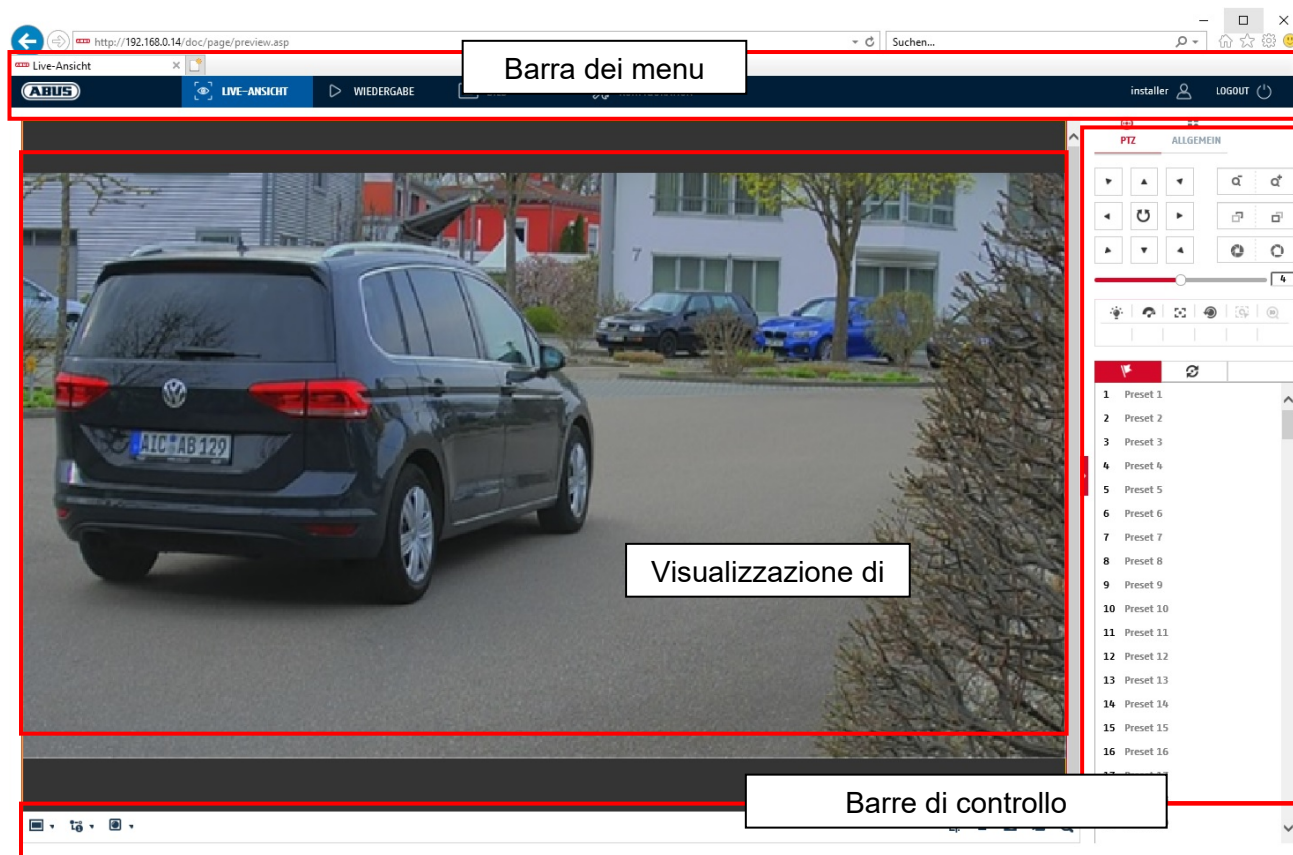 http://192.168.0.14/doc/page/preview.asp
Suchen...
Live-Ansicht
Barra dei menu
ABUS
LIVE-ANSICHT
WIEDERGABE
installer
LOGOUT
PTZ
ALLGEMEIN
4
7
AIC AB 129
1 Preset 1
2 Preset 2
3 Preset 3
4 Preset 4
5 Preset 5
6 Preset 6
7 Preset 7
8 Preset 8
9 Preset 9
10 Preset 10
11 Preset 11
12 Preset 12
13 Preset 13
14 Preset 14
15 Preset 15
16 Preset 16
Visualizzazione di
Barre di controllo